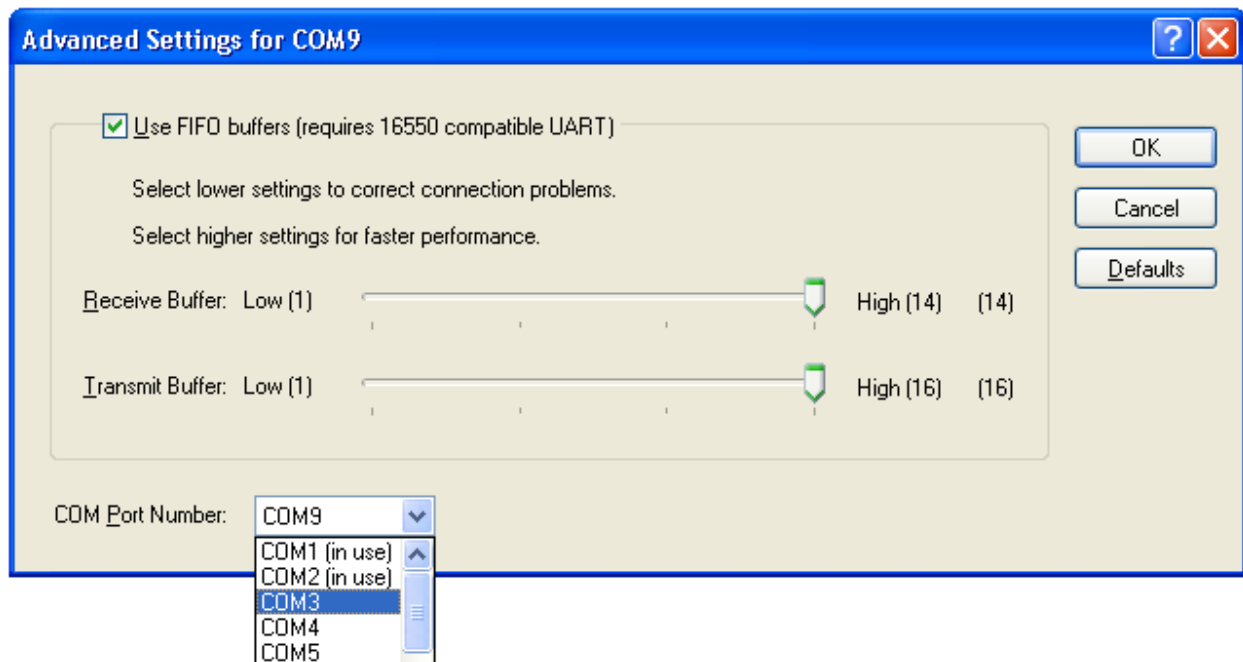 Advanced Settings for COM9
Use FIFO buffers (requires 16550 compatible UART)
Select lower settings to correct connection problems.
Select higher settings for faster performance.
Receive Buffer: Low (1) High (14) (14)
Transmit Buffer: Low (1) High (16) (16)
OK
Cancel
Defaults
COM Port Number: COM9
COM1 (in use)
COM2 (in use)
COM3
COM4
COM5